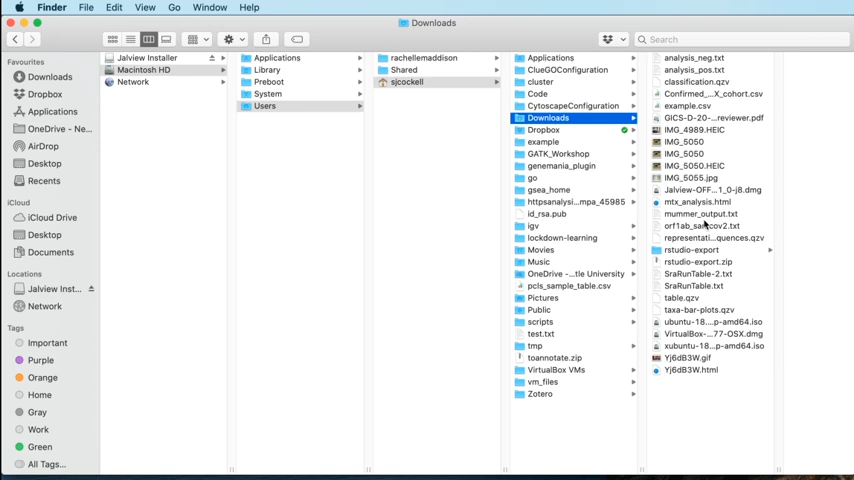 Finder File Edit View Go Window Help
Downloads
Search
Favourites
Downloads
Dropbox
Applications
OneDrive - Ne...
AirDrop
Desktop
Recents
iCloud
iCloud Drive
Desktop
Documents
Locations
Jalview Inst...
Network
Tags
Important
Purple
Orange
Home
Gray
Work
Green
All Tags...
Jalview Installer
Macintosh HD
Network
Applications
Library
Preboot
System
Users
rachellemaddison
Shared
sjcockell
Applications
ClueGOConfiguration
cluster
Code
CytoscapeConfiguration
Downloads
Dropbox
example
GATK_Workshop
genemania_plugin
go
gsea_home
httpsanalysi...mpa_45985
id_rsa.pub
igv
lockdown-learning
Movies
Music
OneDrive -...tle University
pcls_sample_table.csv
Pictures
Public
scripts
test.txt
tmp
toannotate.zip
VirtualBox VMs
vm_files
Zotero
analysis_neg.txt
analysis_pos.txt
classification.qzv
Confirmed_...X_cohort.csv
example.csv
GICS-D-20-...reviewer.pdf
IMG_4989.HEIC
IMG_5050
IMG_5050
IMG_5050.HEIC
IMG_5055.jpg
Jalview-OFF...1_0-j8.dmg
mtx_analysis.html
mummer_output.txt
orf1ab_sarscov2.txt
representati...quences.qzv
rstudio-export
rstudio-export.zip
SraRunTable-2.txt
SraRunTable.txt
table.qzv
taxa-bar-plots.qzv
ubuntu-18....p-amd64.iso
VirtualBox-...77-OSX.dmg
xubuntu-18...p-amd64.iso
Yj6dB3W.gif
Yj6dB3W.html